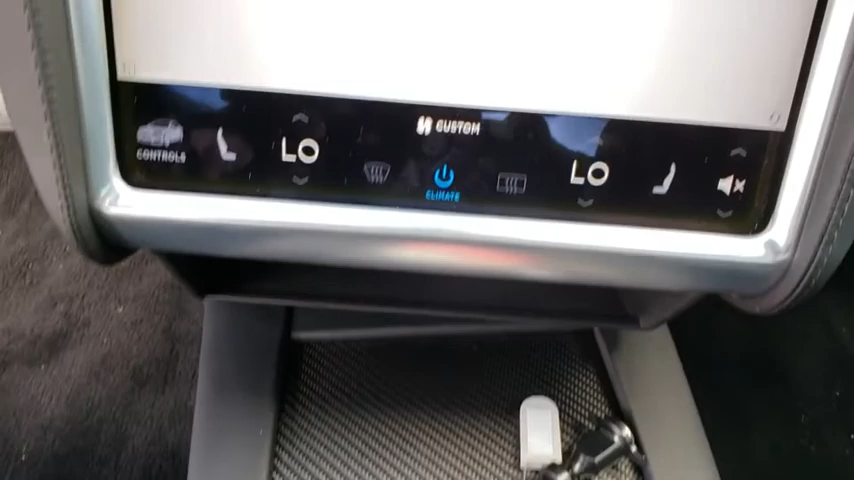 CUSTOM
CONTROLS
LO
CLIMATE
LO